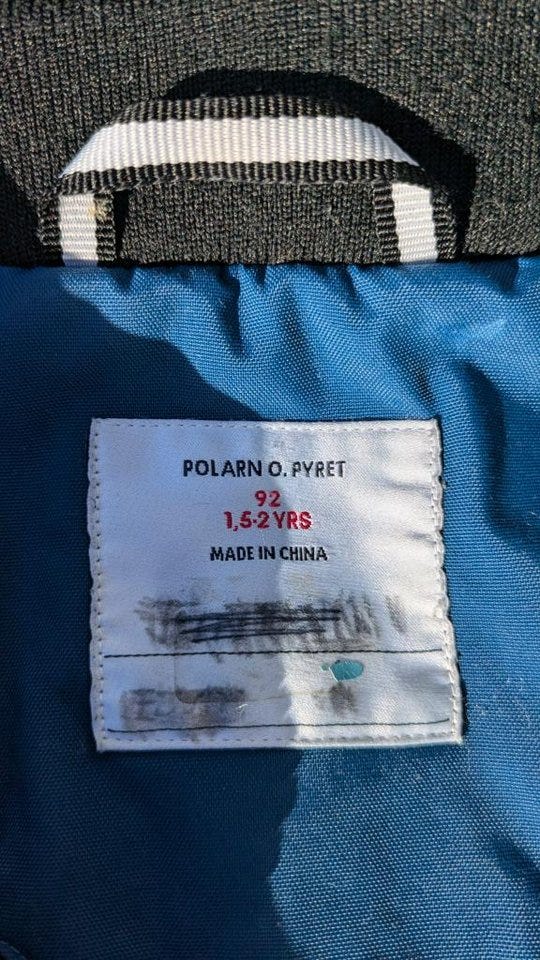 POLARN O. PYRET
92
1,5-2 YRS
MADE IN CHINA